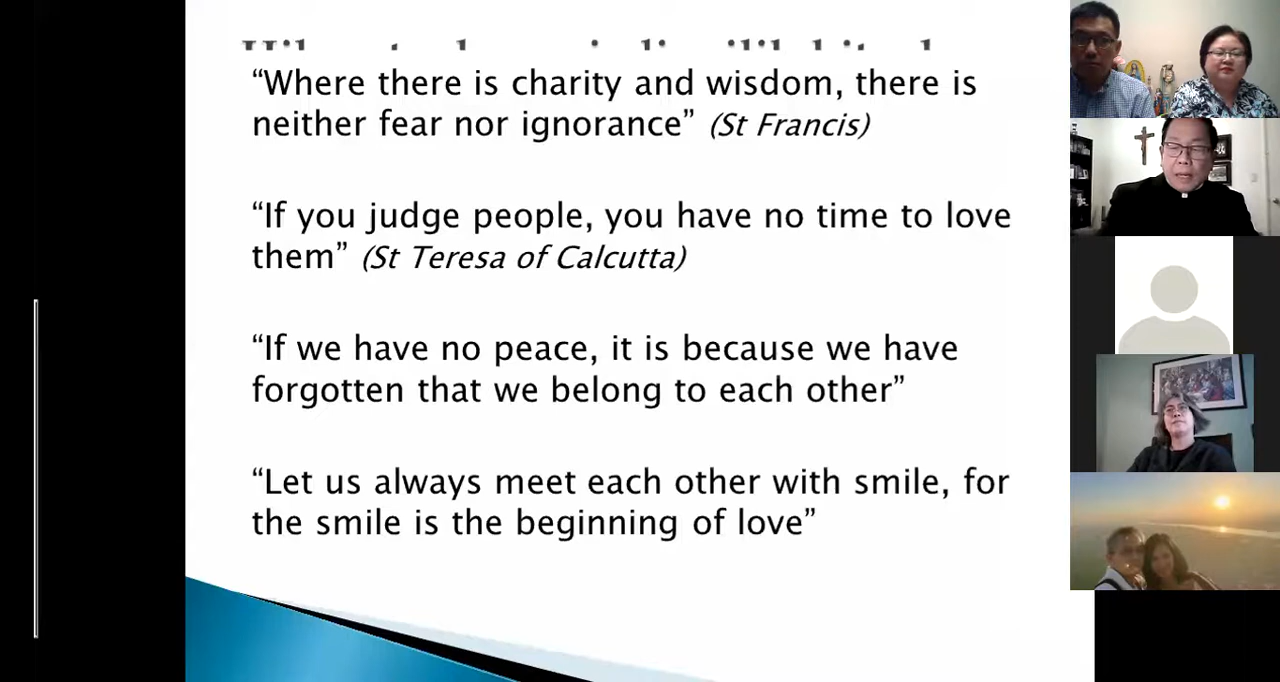 “Where there is charity and wisdom, there is
neither fear nor ignorance” (St Francis)
“If you judge people, you have no time to love
them” (St Teresa of Calcutta)
“If we have no peace, it is because we have
forgotten that we belong to each other”
“Let us always meet each other with smile, for
the smile is the beginning of love”